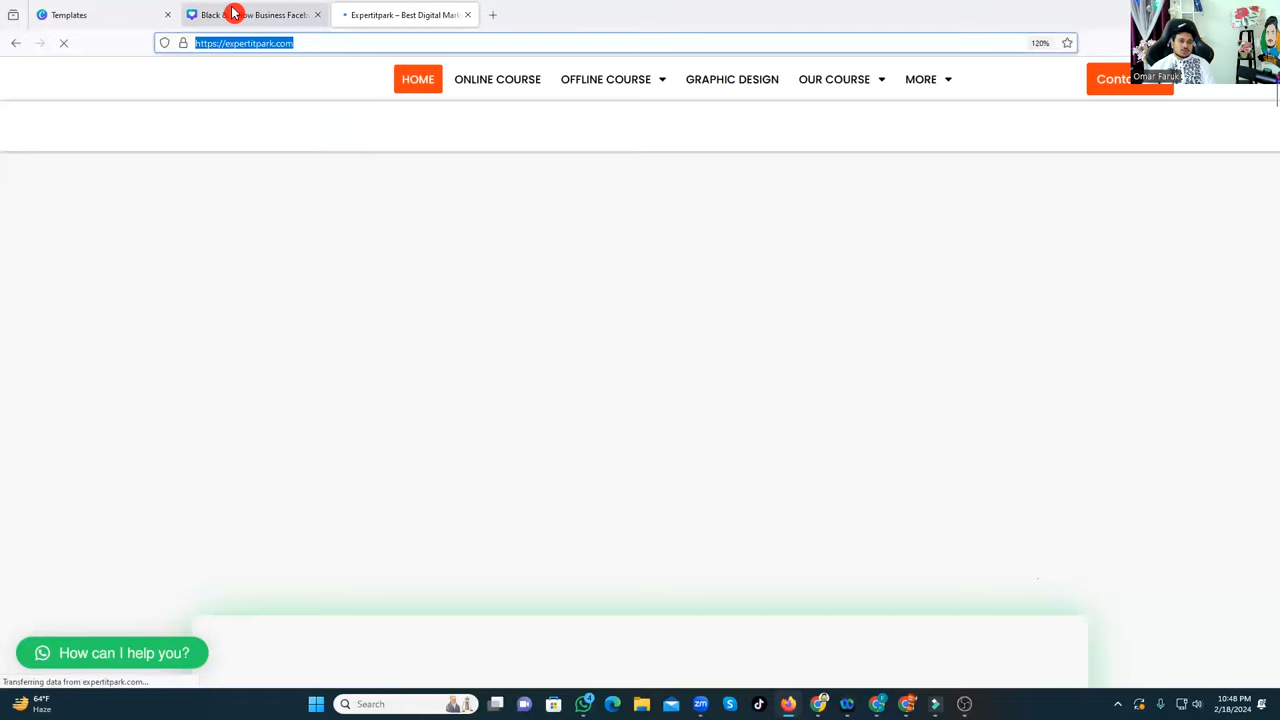 Templates
Black & Yellow Business Faceb
Expertitpark – Best Digital Mark
https://expertitpark.com
120%
HOME
ONLINE COURSE
OFFLINE COURSE
GRAPHIC DESIGN
OUR COURSE
MORE
Conta
Omar Faruk
How can I help you?
Transferring data from expertitpark.com...
64°F
Haze
Search
10:48 PM
2/18/2024